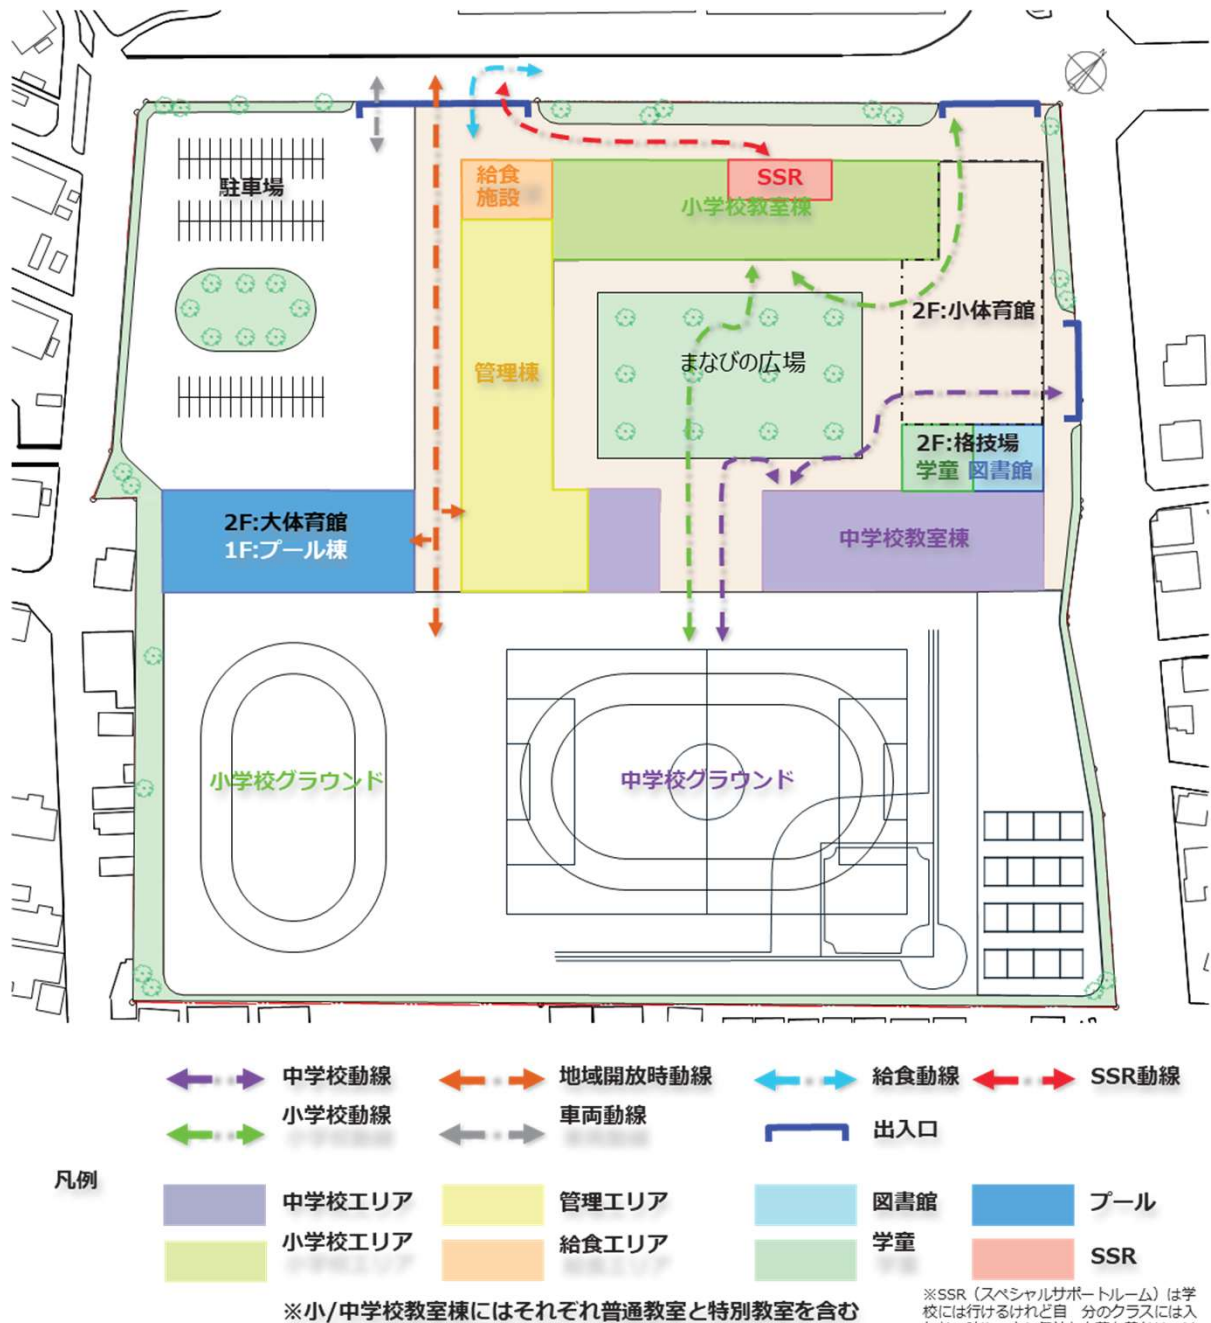 駐車場
給食
施設
SSR
小学校教室棟
2F:小体育館
管理棟
まなびの広場
2F:格技場
学童 図書館
2F:大体育館
1F:プール棟
中学校教室棟
小学校グラウンド
中学校グラウンド
中学校動線 地域開放時動線 給食動線 SSR動線
小学校動線 車両動線 出入口
凡例
中学校エリア 管理エリア 図書館 プール
小学校エリア 給食エリア 学童 SSR
※小/中学校教室棟にはそれぞれ普通教室と特別教室を含む
※SSR（スペシャルサポートルーム）は学
校には行けるけれど自 分のクラスには入